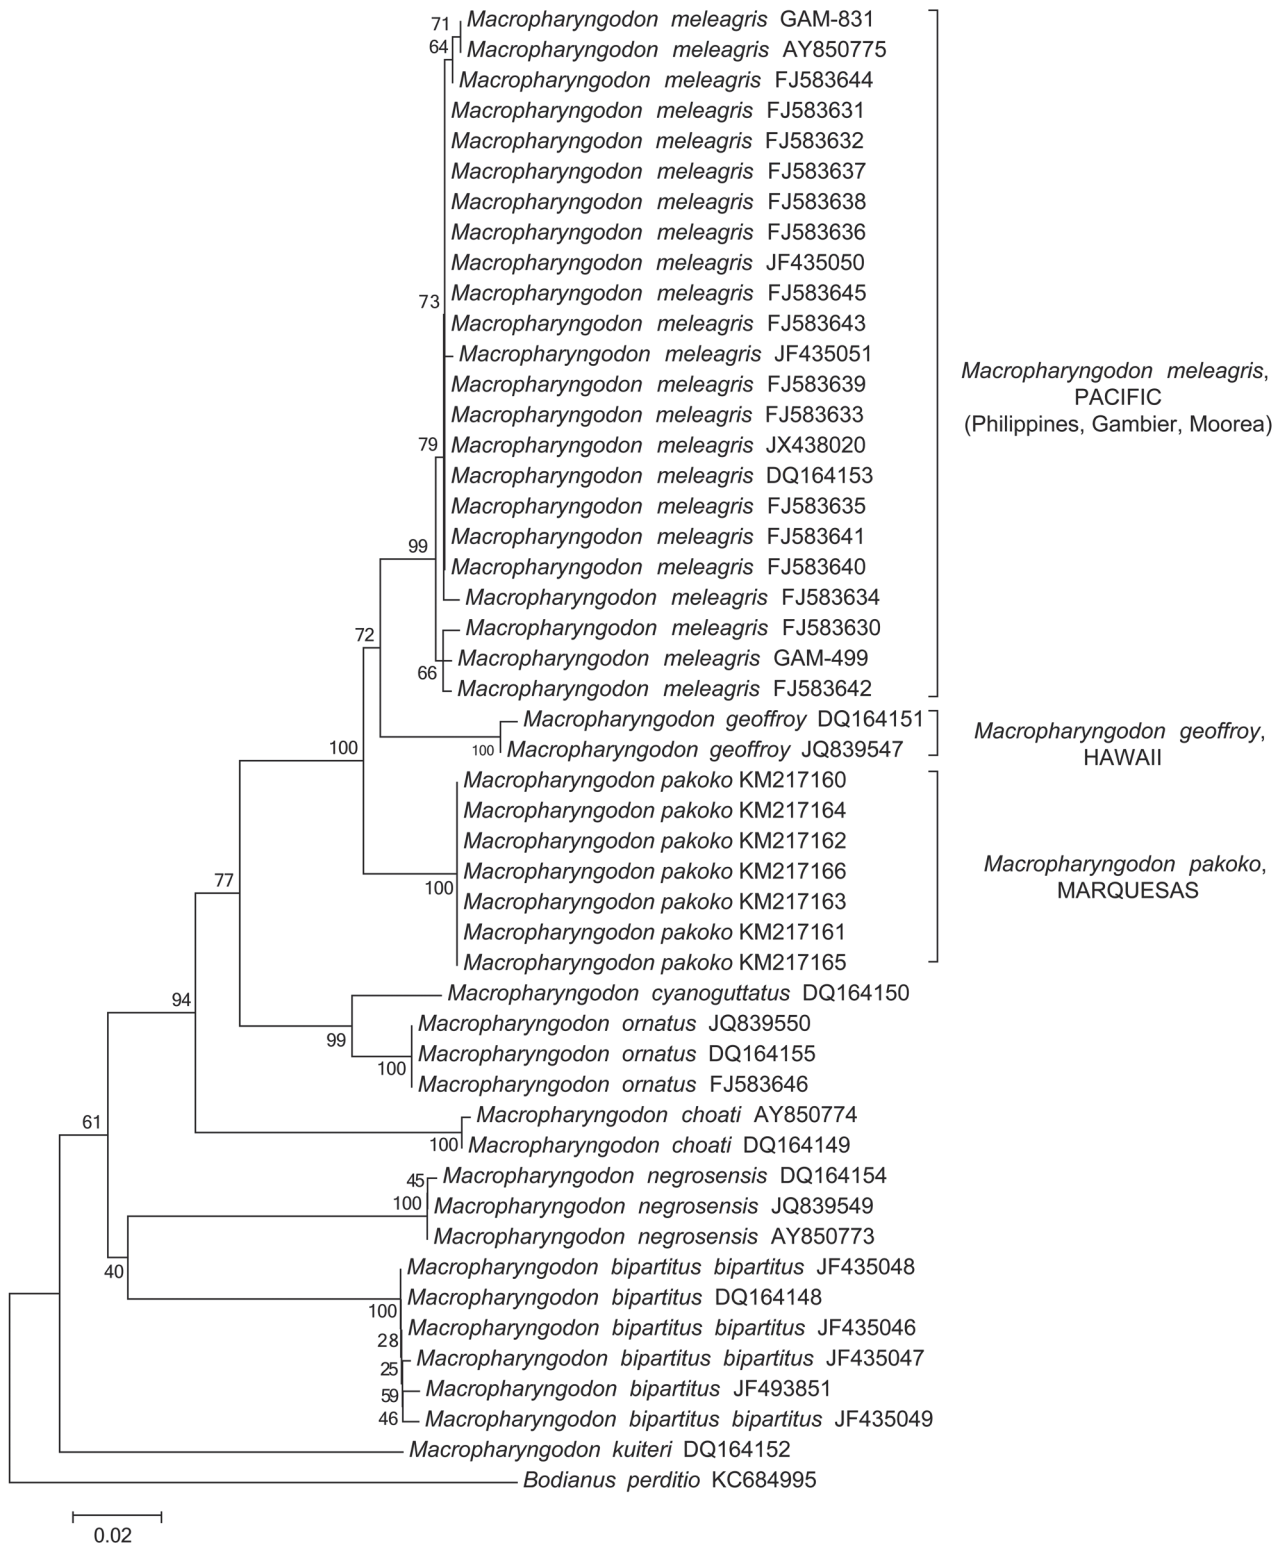 71
Macropharyngodon meleagris GAM-831
64
Macropharyngodon meleagris AY850775
Macropharyngodon meleagris FJ583644
Macropharyngodon meleagris FJ583631
Macropharyngodon meleagris FJ583632
Macropharyngodon meleagris FJ583637
Macropharyngodon meleagris FJ583638
Macropharyngodon meleagris FJ583636
Macropharyngodon meleagris JF435050
Macropharyngodon meleagris FJ583645
73
Macropharyngodon meleagris FJ583643
Macropharyngodon meleagris JF435051
Macropharyngodon meleagris FJ583639
Macropharyngodon meleagris FJ583633
79
Macropharyngodon meleagris JX438020
Macropharyngodon meleagris DQ164153
Macropharyngodon meleagris FJ583635
Macropharyngodon meleagris FJ583641
99
Macropharyngodon meleagris FJ583640
Macropharyngodon meleagris FJ583634
Macropharyngodon meleagris FJ583630
72
Macropharyngodon meleagris GAM-499
66
Macropharyngodon meleagris FJ583642
Macropharyngodon meleagris,
PACIFIC
(Philippines, Gambier, Moorea)
Macropharyngodon geoffroy DQ164151
100
100
Macropharyngodon geoffroy JQ839547
Macropharyngodon geoffroy,
HAWAII
Macropharyngodon pakoko KM217160
Macropharyngodon pakoko KM217164
Macropharyngodon pakoko KM217162
Macropharyngodon pakoko KM217166
77
100
Macropharyngodon pakoko KM217163
Macropharyngodon pakoko KM217161
Macropharyngodon pakoko KM217165
Macropharyngodon pakoko,
MARQUESAS
94
Macropharyngodon cyanoguttatus DQ164150
Macropharyngodon ornatus JQ839550
99
Macropharyngodon ornatus DQ164155
100
Macropharyngodon ornatus FJ583646
61
Macropharyngodon choati AY850774
100
Macropharyngodon choati DQ164149
45
Macropharyngodon negrosensis DQ164154
100
Macropharyngodon negrosensis JQ839549
Macropharyngodon negrosensis AY850773
40
Macropharyngodon bipartitus bipartitus JF435048
Macropharyngodon bipartitus DQ164148
100
Macropharyngodon bipartitus bipartitus JF435046
28
Macropharyngodon bipartitus bipartitus JF435047
25
Macropharyngodon bipartitus JF493851
59
46
Macropharyngodon bipartitus bipartitus JF435049
Macropharyngodon kuiteri DQ164152
Bodianus perditio KC684995
0.02